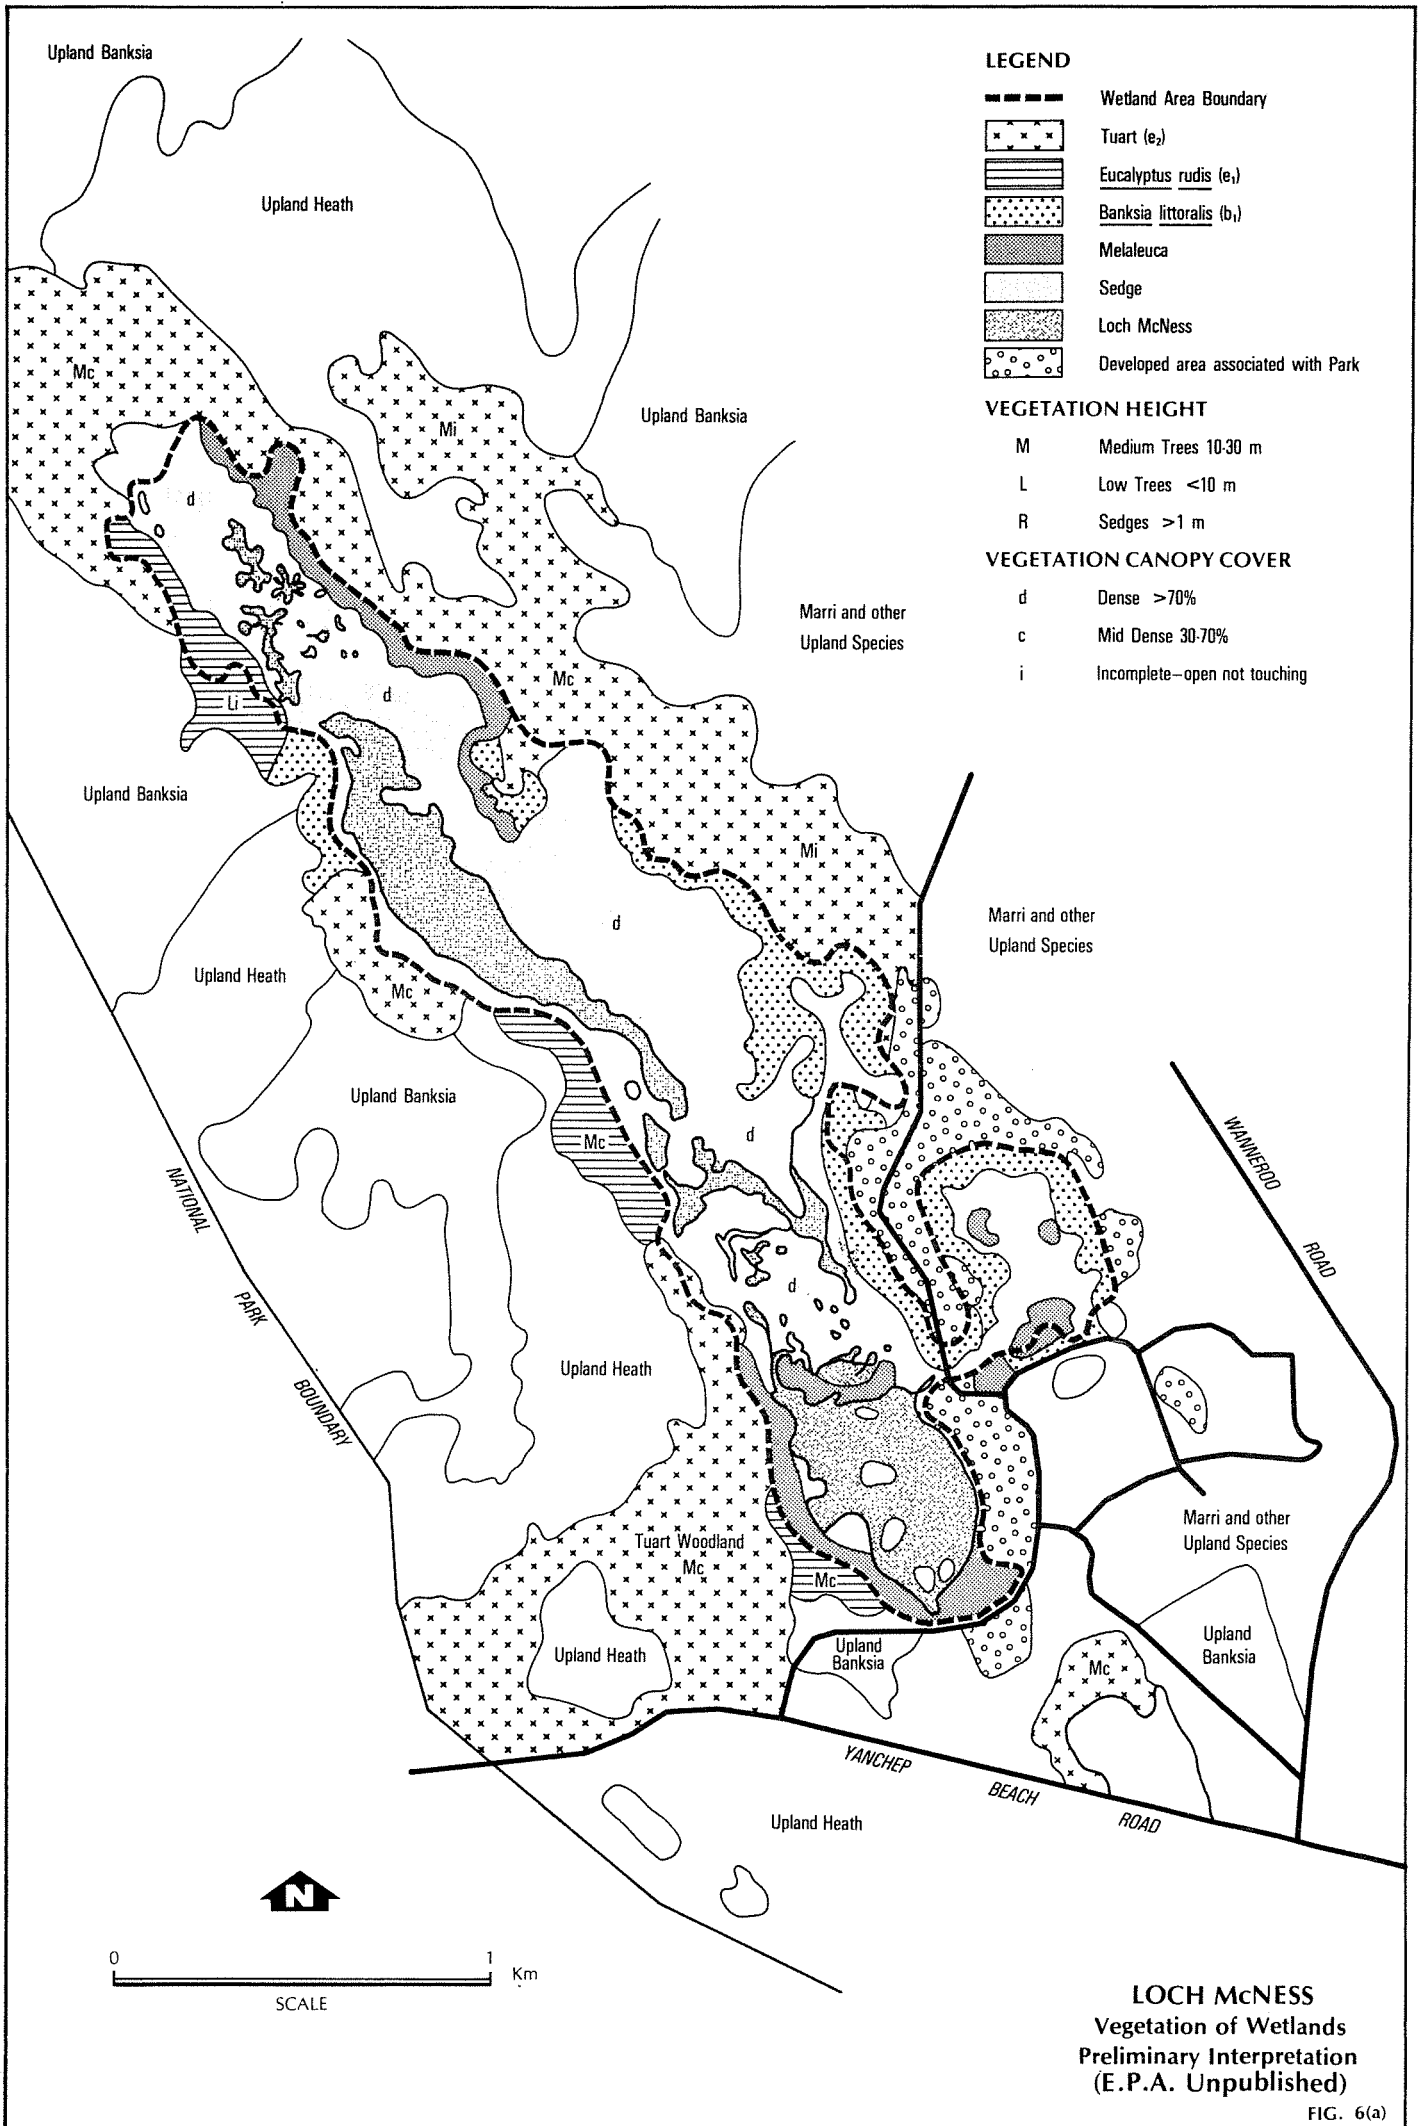 Upland Banksia
Upland Heath
Mc
Mi
Upland Banksia
d
Marri and other
Upland Species
Mc
d
Li
Upland Banksia
Mi
d
Marri and other
Upland Species
Upland Heath
Mc
Upland Banksia
Mc
d
d
NATIONAL
PARK
BOUNDARY
WANNEROO
ROAD
Upland Heath
Tuart Woodland
Mc
Mc
Upland Heath
Upland
Banksia
Marri and other
Upland Species
Upland
Banksia
Mc
YANCHEP
BEACH
ROAD
Upland Heath
LEGEND
Wetland Area Boundary
Tuart (e₂)
Eucalyptus rudis (e₁)
Banksia littoralis (b₁)
Melaleuca
Sedge
Loch McNess
Developed area associated with Park
VEGETATION HEIGHT
M Medium Trees 10-30 m
L Low Trees <10 m
R Sedges >1 m
VEGETATION CANOPY COVER
d Dense >70%
c Mid Dense 30-70%
i Incomplete–open not touching
N
0 1 Km
SCALE
LOCH McNESS
Vegetation of Wetlands
Preliminary Interpretation
(E.P.A. Unpublished)
FIG. 6(a)